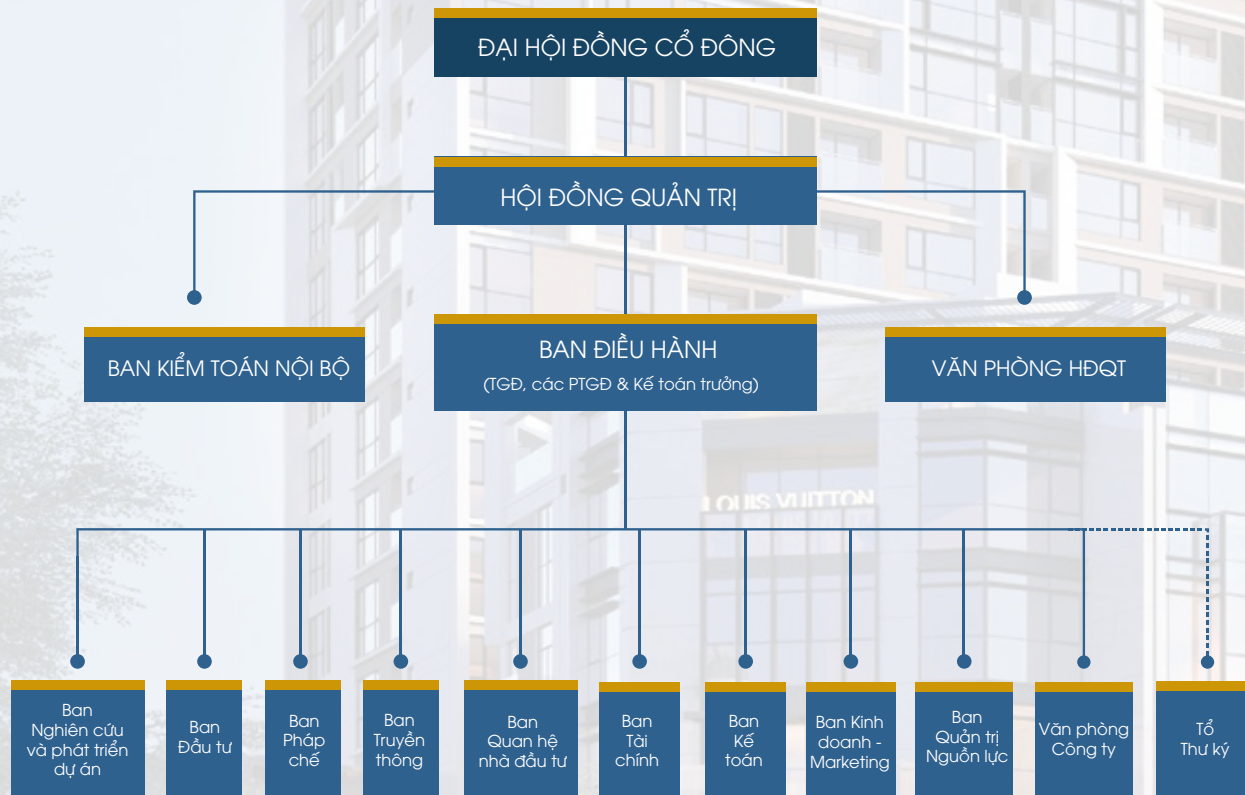 ĐẠI HỘI ĐỒNG CỔ ĐÔNG
HỘI ĐỒNG QUẢN TRỊ
BAN KIỂM TOÁN NỘI BỘ
BAN ĐIỀU HÀNH
(TGĐ, các PTGĐ & Kế toán trưởng)
VĂN PHÒNG HĐQT
LOUIS VUITTON
Ban
Nghiên cứu
và phát triển
dự án
Ban
Đầu tư
Ban
Pháp
chế
Ban
Truyền
thông
Ban
Quan hệ
nhà đầu tư
Ban
Tài
chính
Ban
Kế
toán
Ban Kinh
doanh -
Marketing
Ban
Quản trị
Nguồn lực
Văn phòng
Công ty
Tổ
Thư ký